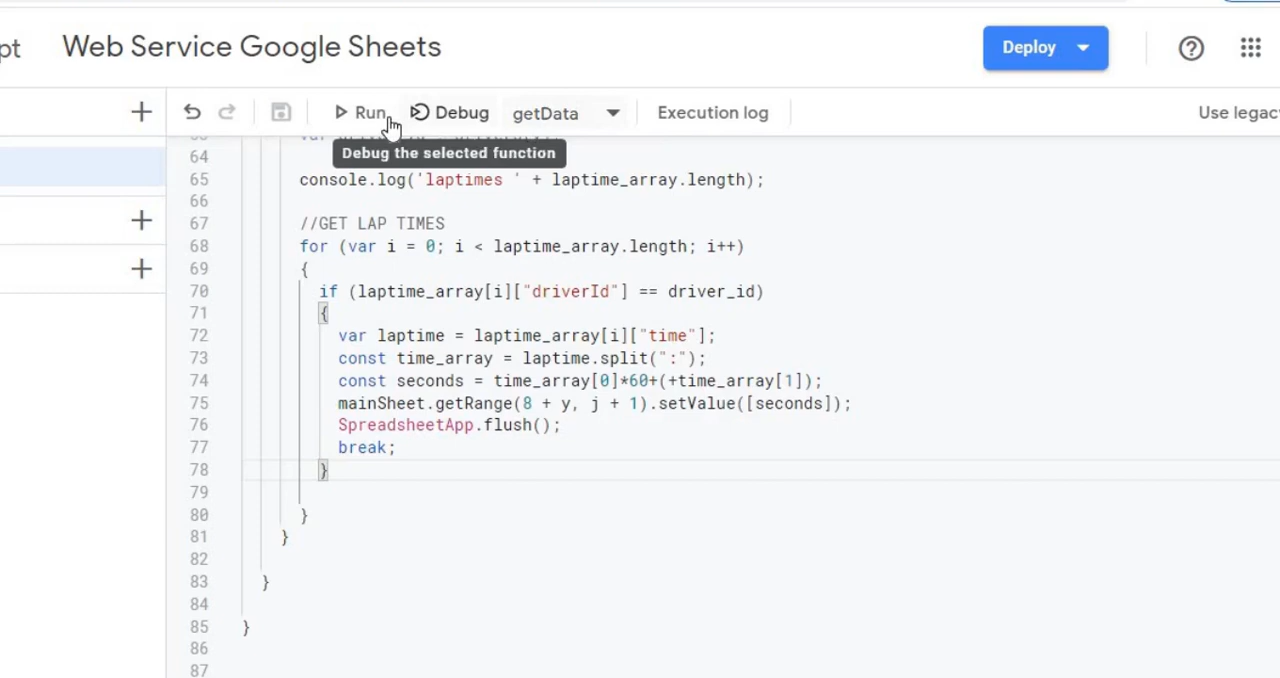 pt Web Service Google Sheets Deploy
Run Debug getData Execution log Use legac
Debug the selected function
64
65 console.log('laptimes ' + laptime_array.length);
66
67 //GET LAP TIMES
68 for (var i = 0; i < laptime_array.length; i++)
69 {
70 if (laptime_array[i]["driverId"] == driver_id)
71 {
72 var laptime = laptime_array[i]["time"];
73 const time_array = laptime.split(":");
74 const seconds = time_array[0]*60+(+time_array[1]);
75 mainSheet.getRange(8 + y, j + 1).setValue([seconds]);
76 SpreadsheetApp.flush();
77 break;
78 }
79
80 }
81 }
82
83 }
84
85 }
86
87